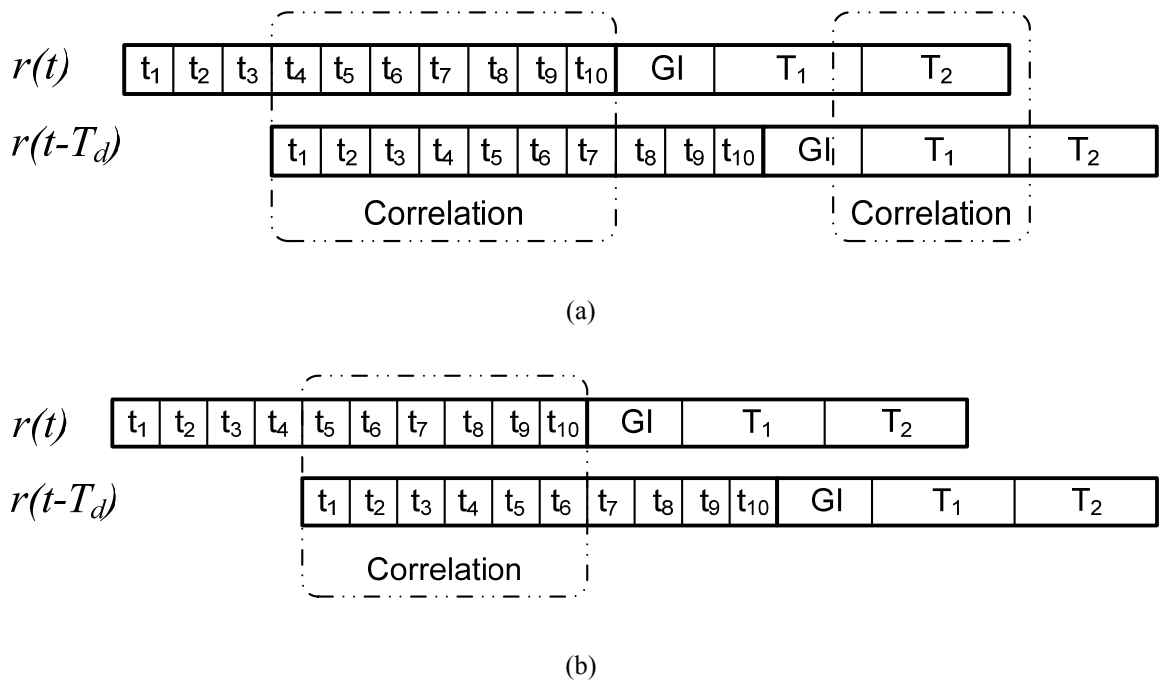 r(t) t₁ t₂ t₃ t₄ t₅ t₆ t₇ t₈ t₉ t₁₀ GI T₁ T₂
r(t-T_d) t₁ t₂ t₃ t₄ t₅ t₆ t₇ t₈ t₉ t₁₀ GI T₁ T₂
Correlation Correlation
(a)
r(t) t₁ t₂ t₃ t₄ t₅ t₆ t₇ t₈ t₉ t₁₀ GI T₁ T₂
r(t-T_d) t₁ t₂ t₃ t₄ t₅ t₆ t₇ t₈ t₉ t₁₀ GI T₁ T₂
Correlation
(b)